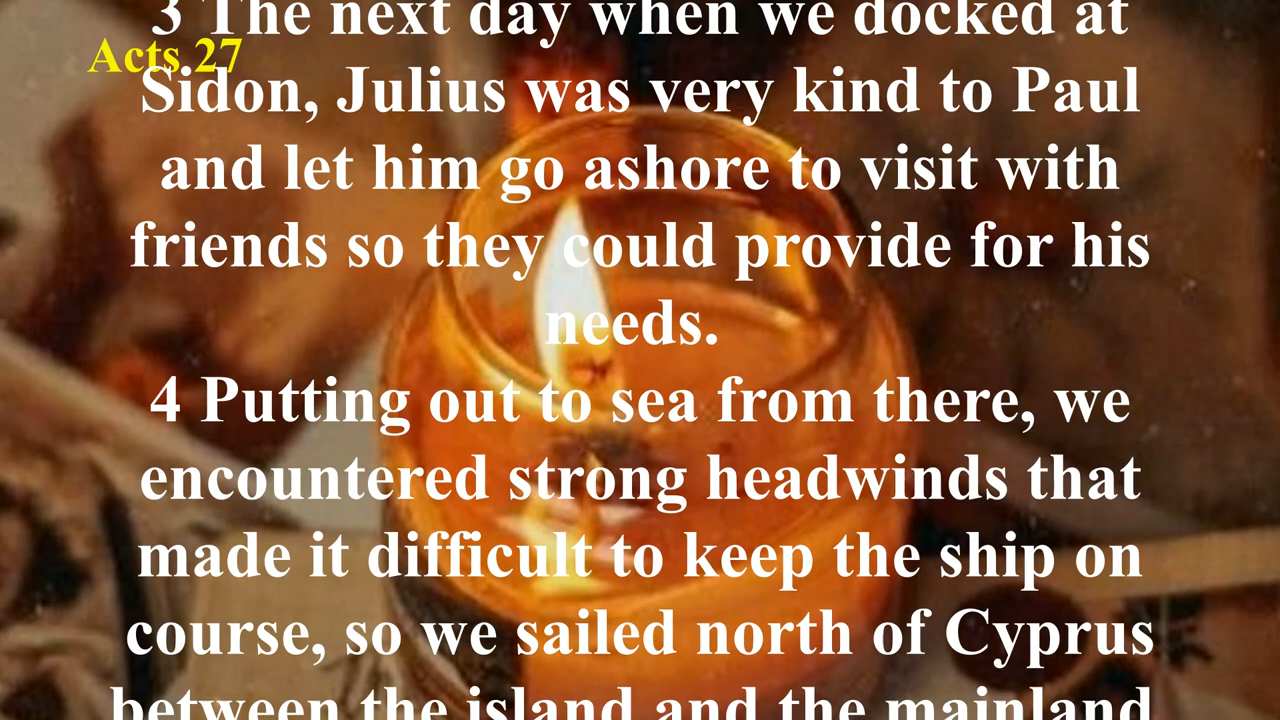 3 The next day when we docked at
Acts 27
Sidon, Julius was very kind to Paul
and let him go ashore to visit with
friends so they could provide for his
needs.
4 Putting out to sea from there, we
encountered strong headwinds that
made it difficult to keep the ship on
course, so we sailed north of Cyprus
between the island and the mainland